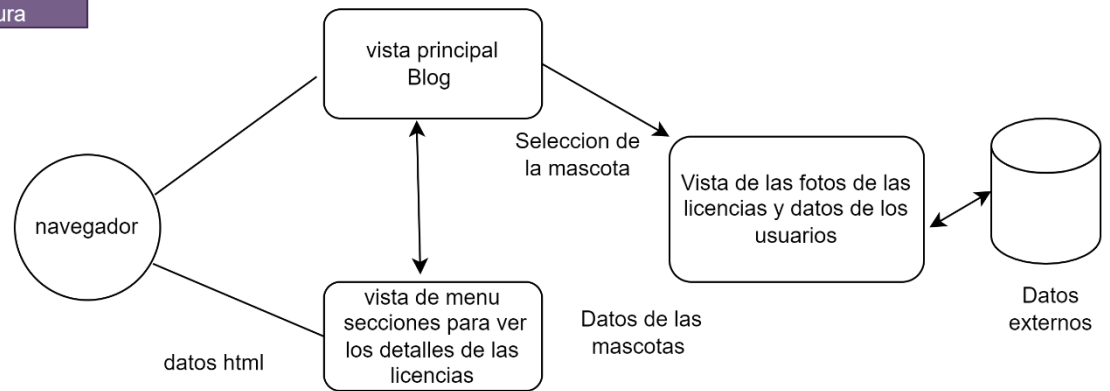 ura
vista principal
Blog
Seleccion de
la mascota
navegador
Vista de las fotos de las
licencias y datos de los
usuarios
Datos
externos
vista de menu
secciones para ver
los detalles de las
licencias
Datos de las
mascotas
datos html